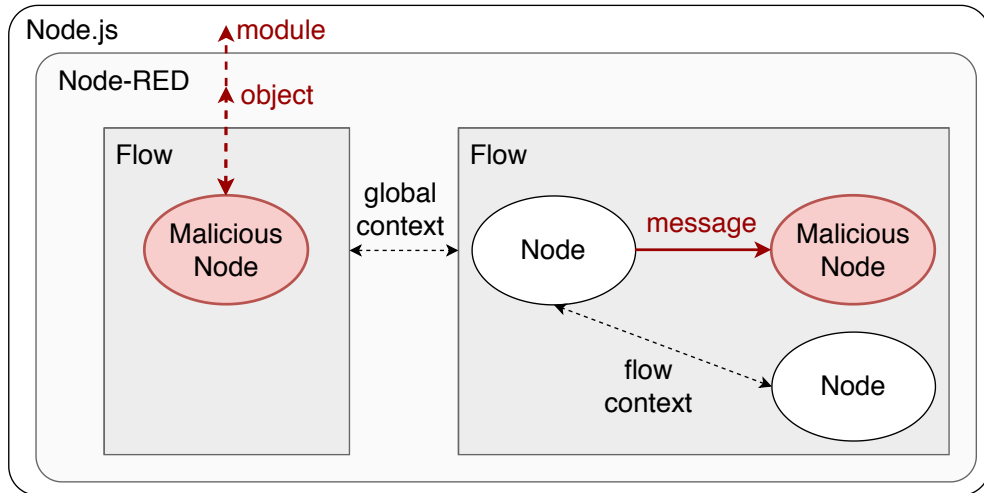 Node.js
module
Node-RED
object
Flow
Malicious
Node
global
context
Flow
Node
message
Malicious
Node
flow
context
Node